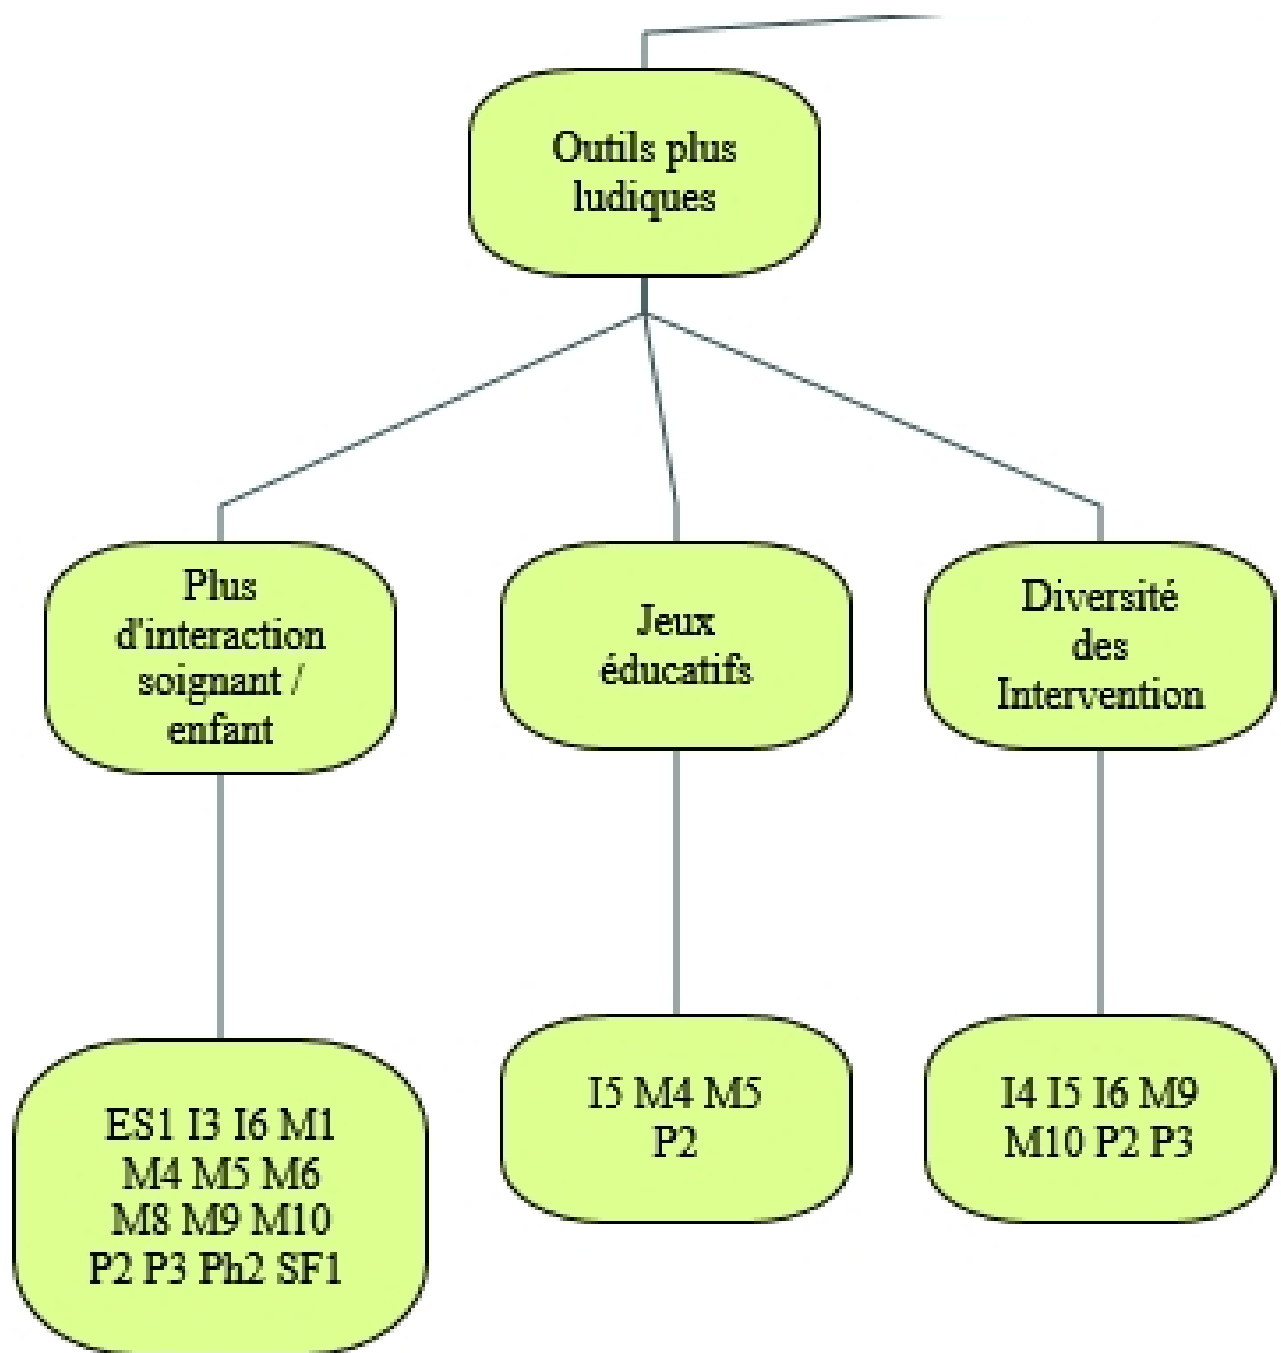 Outils plus
ludiques
Plus
d'interaction
soignant /
enfant
Jeux
éducatifs
Diversité
des
Intervention
ES1 I3 I6 M1
M4 M5 M6
M8 M9 M10
P2 P3 Ph2 SF1
I5 M4 M5
P2
I4 I5 I6 M9
M10 P2 P3